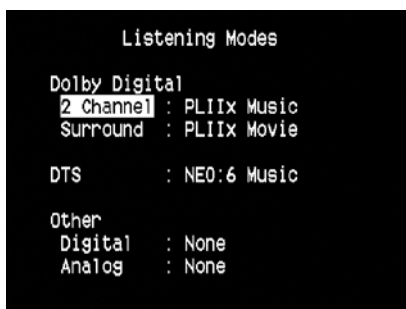 Listening Modes
Dolby Digital
2 Channel : PLIIx Music
Surround : PLIIx Movie
DTS : NEO:6 Music
Other
Digital : None
Analog : None